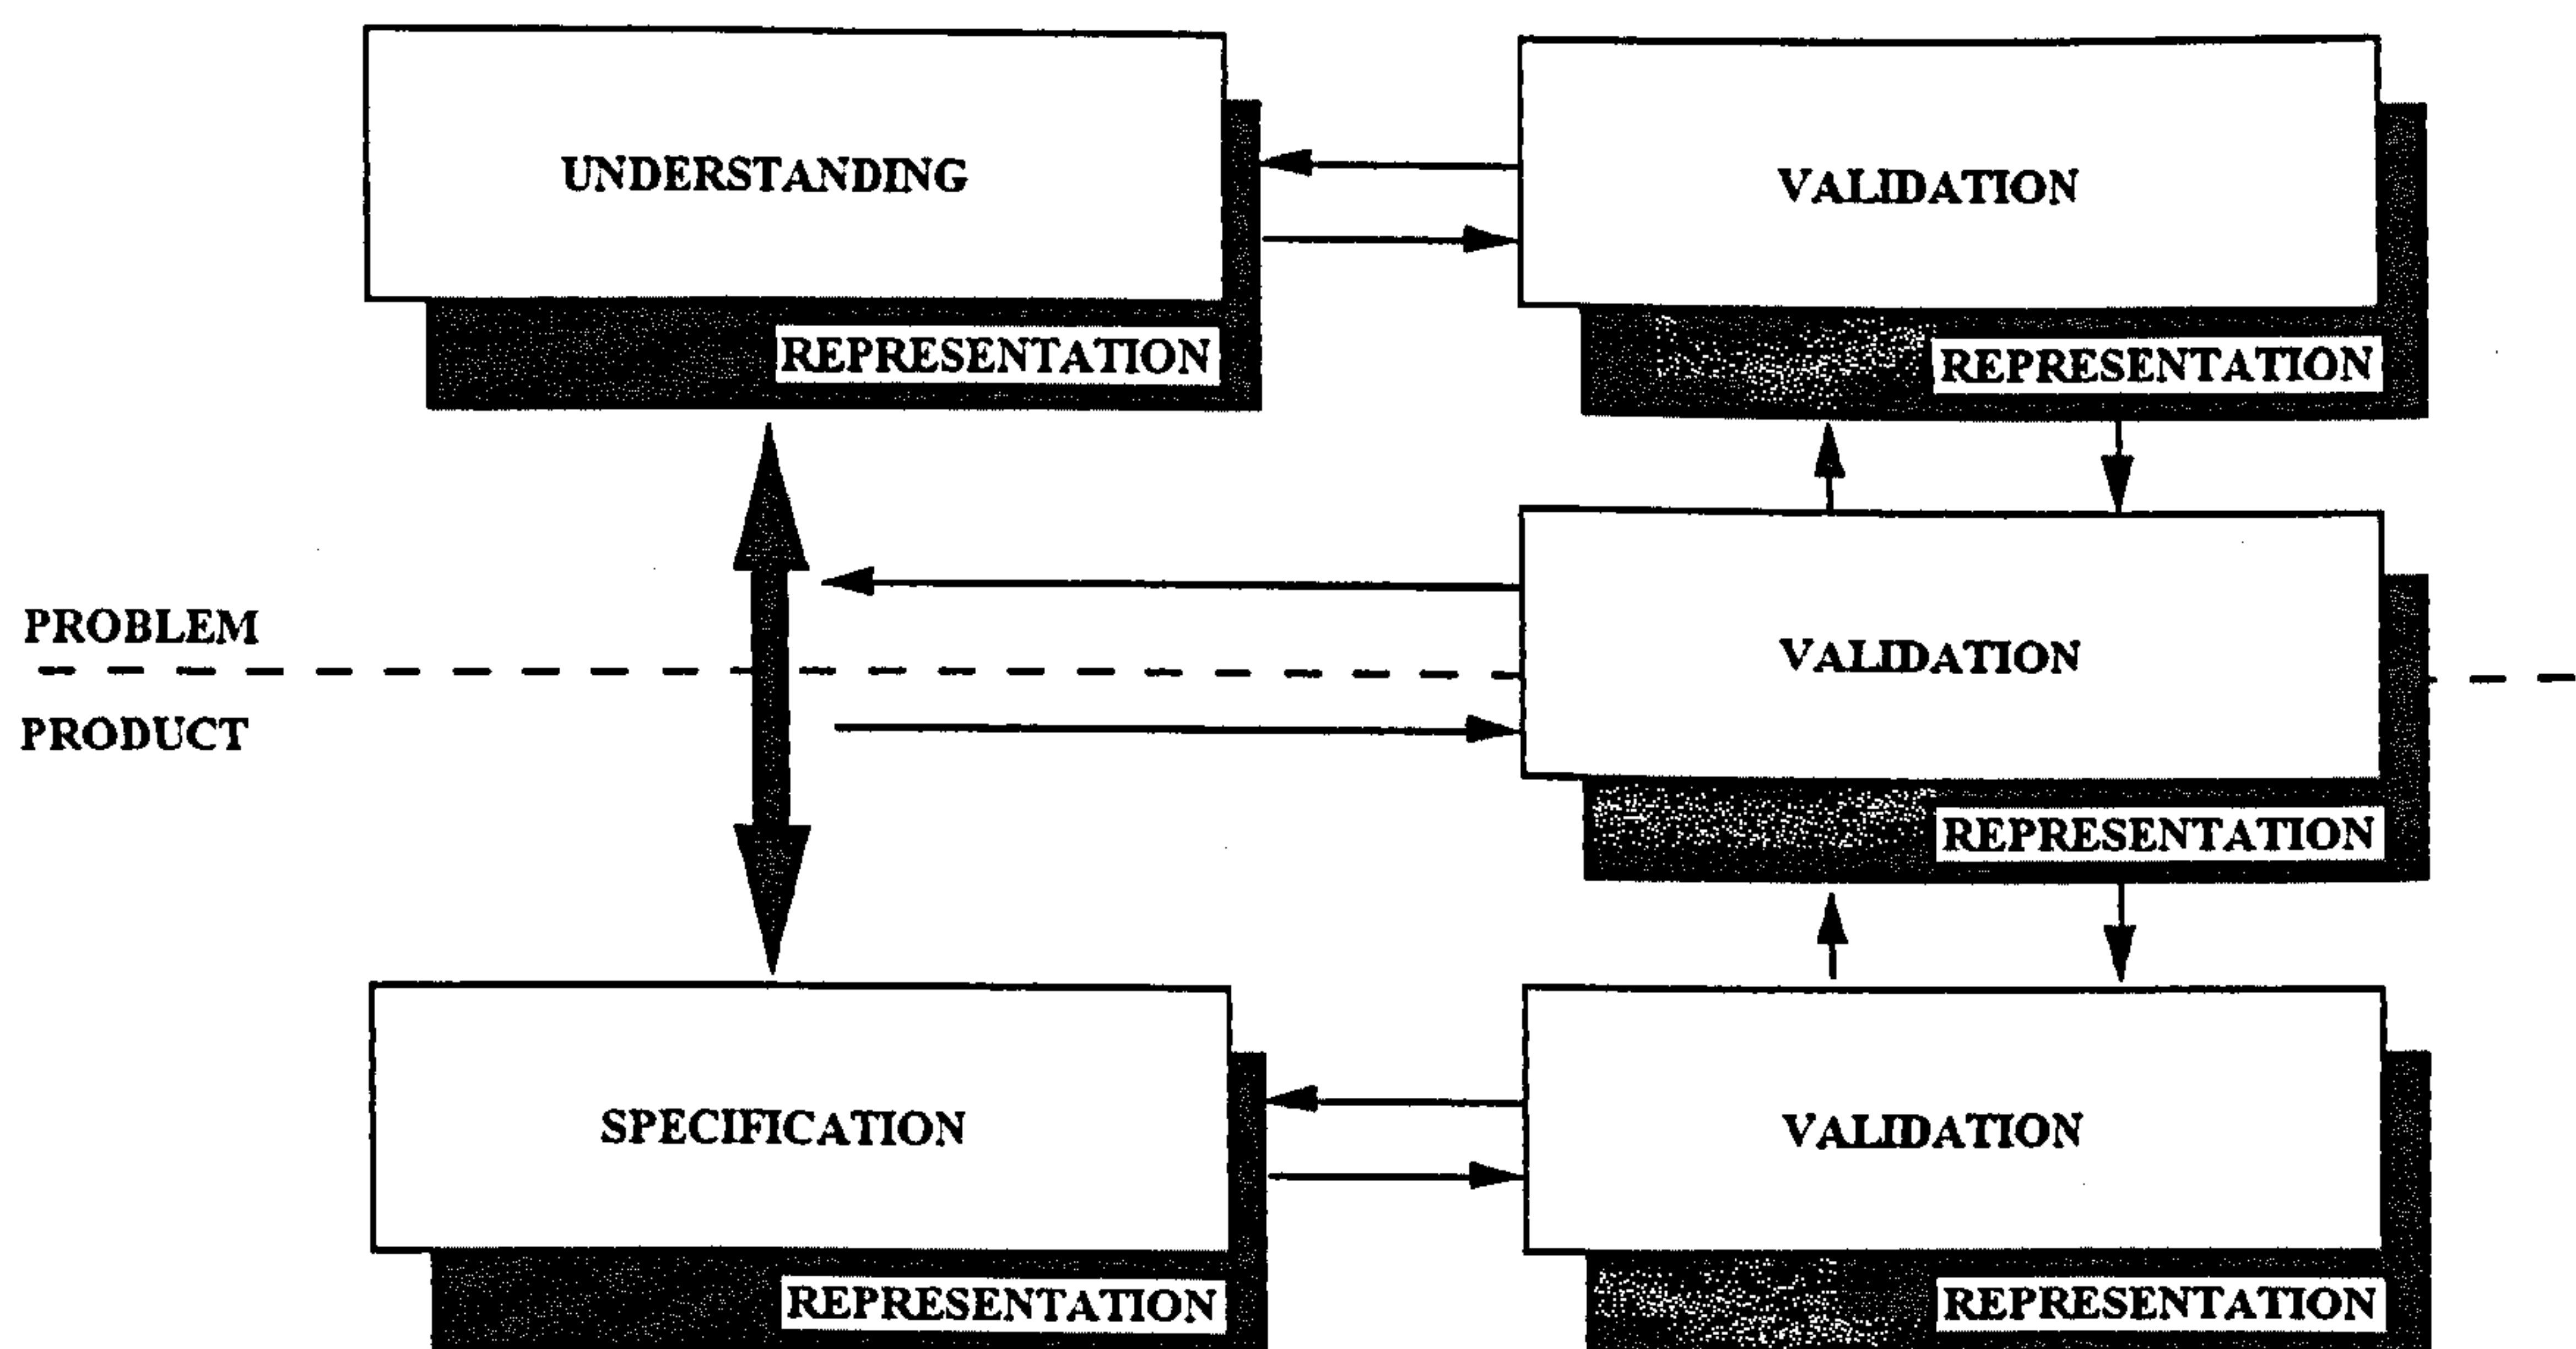 UNDERSTANDING
VALIDATION
REPRESENTATION
REPRESENTATION
PROBLEM
VALIDATION
PRODUCT
REPRESENTATION
SPECIFICATION
VALIDATION
REPRESENTATION
REPRESENTATION